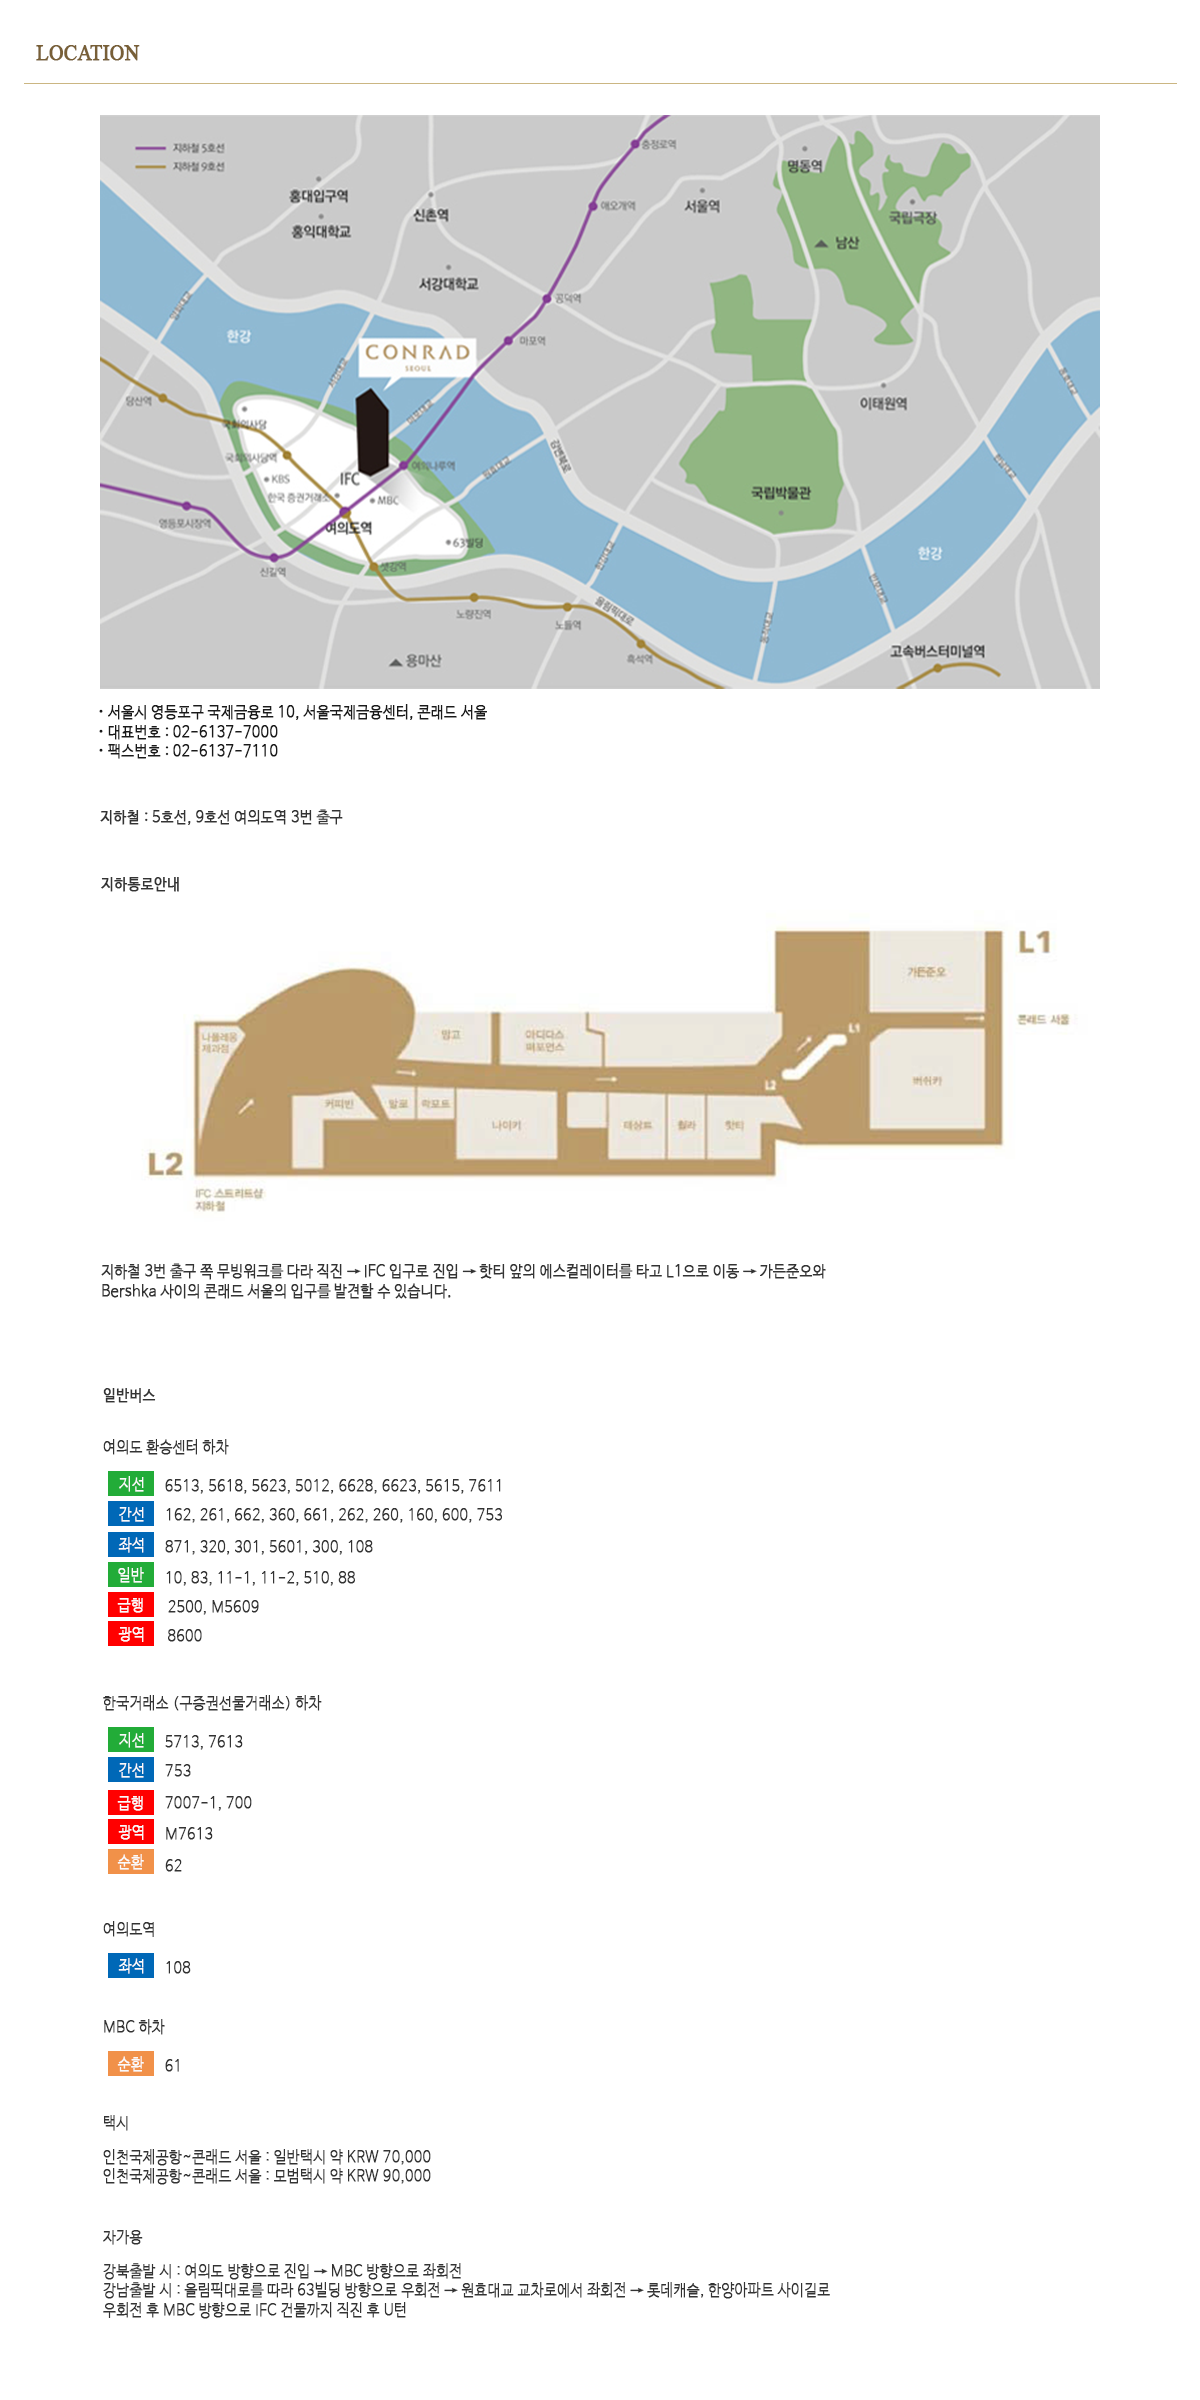 LOCATION
지하철 5호선
지하철 9호선
충정로역
명동역
홍대입구역
신촌역
애오개역
서울역
국립극장
홍익대학교
남산
서강대학교
공덕역
한강
마포역
CONRAD
SEOUL
당산역
이태원역
국회의사당
국회의사당역
여의나루역
강변북로
KBS
IFC
한국 증권거래소
MBC
국립박물관
영등포시장역
여의도역
63빌딩
한강
신길역
샛강역
노량진역
노들역
올림픽대로
흑석역
고속버스터미널역
용마산
· 서울시 영등포구 국제금융로 10, 서울국제금융센터, 콘래드 서울
· 대표번호 : 02-6137-7000
· 팩스번호 : 02-6137-7110
지하철 : 5호선, 9호선 여의도역 3번 출구
지하통로안내
L1
가든준오
콘래드 서울
나폴레옹
제과점
망고
아디다스
퍼포먼스
L1
L2
버쉬카
커피빈
알로
락포트
나이키
데상트
휠라
핫티
L2
IFC 스트리트샵
지하철
지하철 3번 출구 쪽 무빙워크를 다라 직진 → IFC 입구로 진입 → 핫티 앞의 에스컬레이터를 타고 L1으로 이동 → 가든준오와
Bershka 사이의 콘래드 서울의 입구를 발견할 수 있습니다.
일반버스
여의도 환승센터 하차
지선 6513, 5618, 5623, 5012, 6628, 6623, 5615, 7611
간선 162, 261, 662, 360, 661, 262, 260, 160, 600, 753
좌석 871, 320, 301, 5601, 300, 108
일반 10, 83, 11-1, 11-2, 510, 88
급행 2500, M5609
광역 8600
한국거래소 (구증권선물거래소) 하차
지선 5713, 7613
간선 753
급행 7007-1, 700
광역 M7613
순환 62
여의도역
좌석 108
MBC 하차
순환 61
택시
인천국제공항~콘래드 서울 : 일반택시 약 KRW 70,000
인천국제공항~콘래드 서울 : 모범택시 약 KRW 90,000
자가용
강북출발 시 : 여의도 방향으로 진입 → MBC 방향으로 좌회전
강남출발 시 : 올림픽대로를 따라 63빌딩 방향으로 우회전 → 원효대교 교차로에서 좌회전 → 롯데캐슬, 한양아파트 사이길로
우회전 후 MBC 방향으로 IFC 건물까지 직진 후 U턴